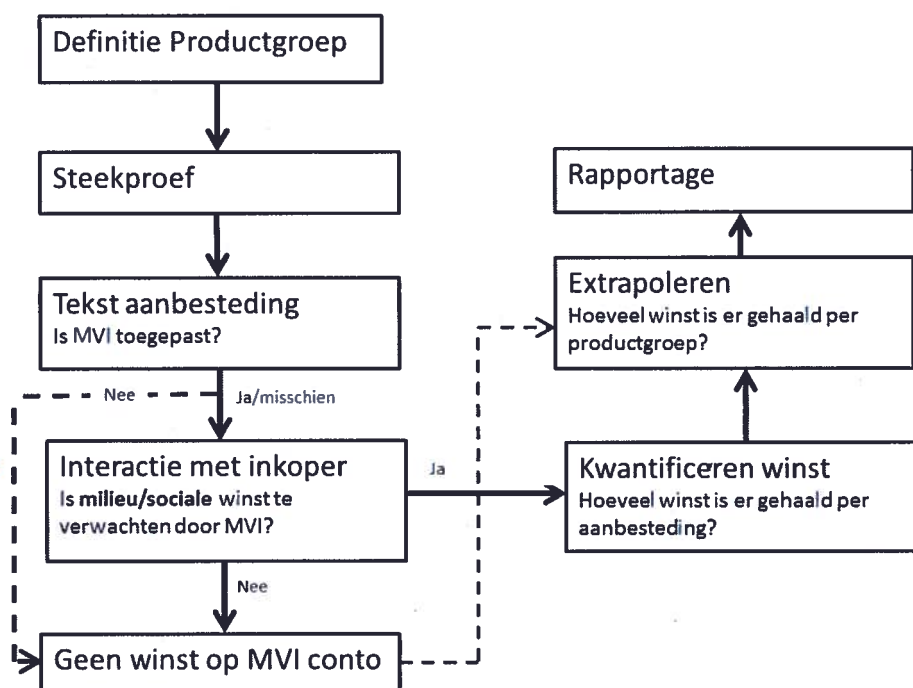 Definitie Productgroep
Steekproef
Tekst aanbesteding
Is MVI toegepast?
Nee
Ja/misschien
Interactie met inkoper
Is milieu/sociale winst te
verwachten door MVI?
Nee
Geen winst op MVI conto
Ja
Rapportage
Extrapoleren
Hoeveel winst is er gehaald per
productgroep?
Kwantificeren winst
Hoeveel winst is er gehaald per
aanbesteding?